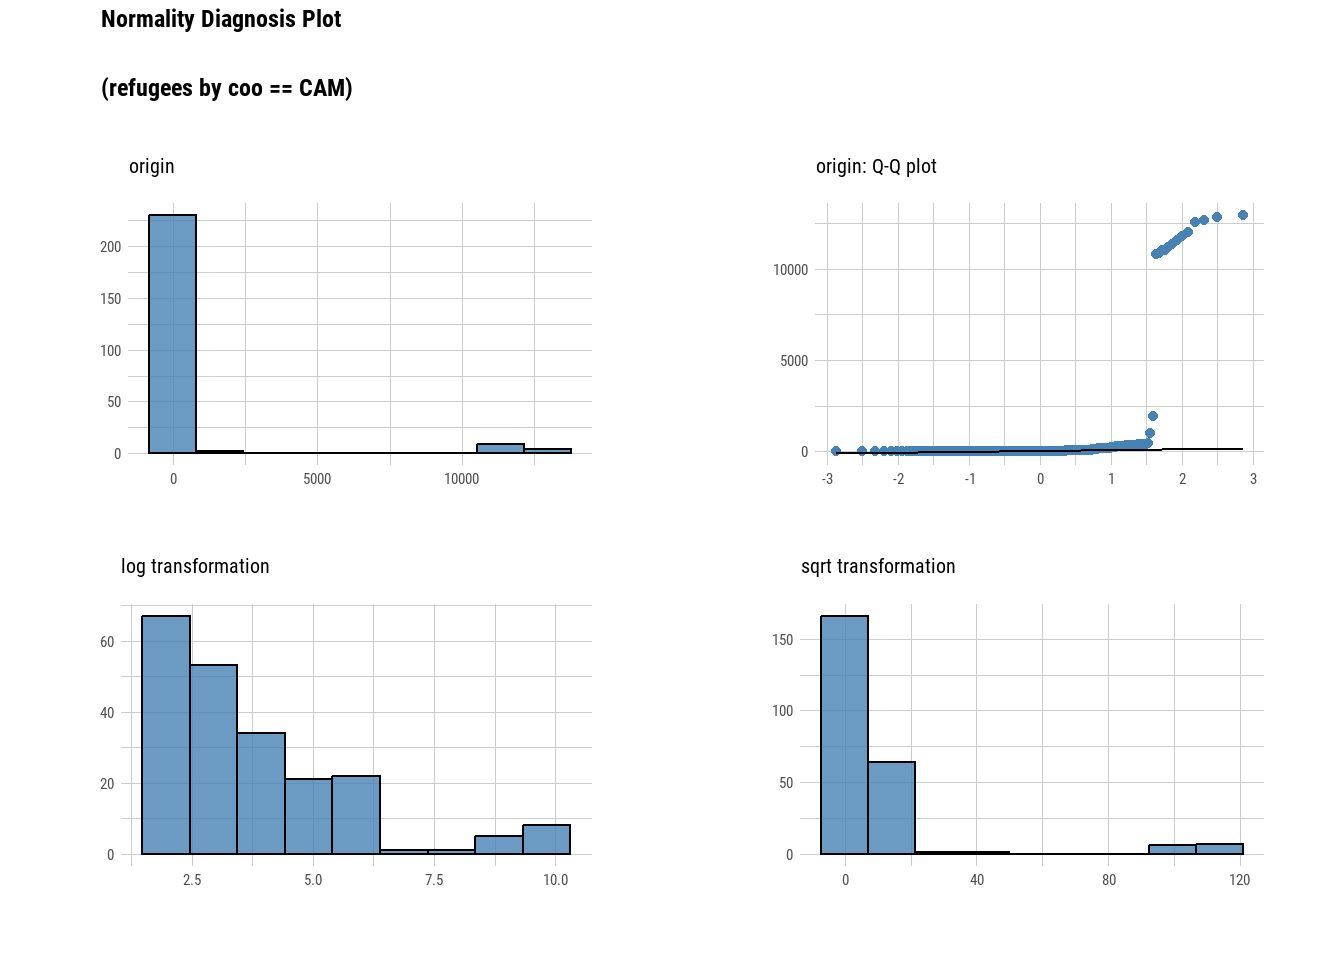 Normality Diagnosis Plot
(refugees by coo == CAM)
origin
200
150
100
50
0
0 5000 10000
origin: Q-Q plot
10000
5000
0
-3 -2 -1 0 1 2 3
log transformation
60
40
20
0
2.5 5.0 7.5 10.0
sqrt transformation
150
100
50
0
0 40 80 120